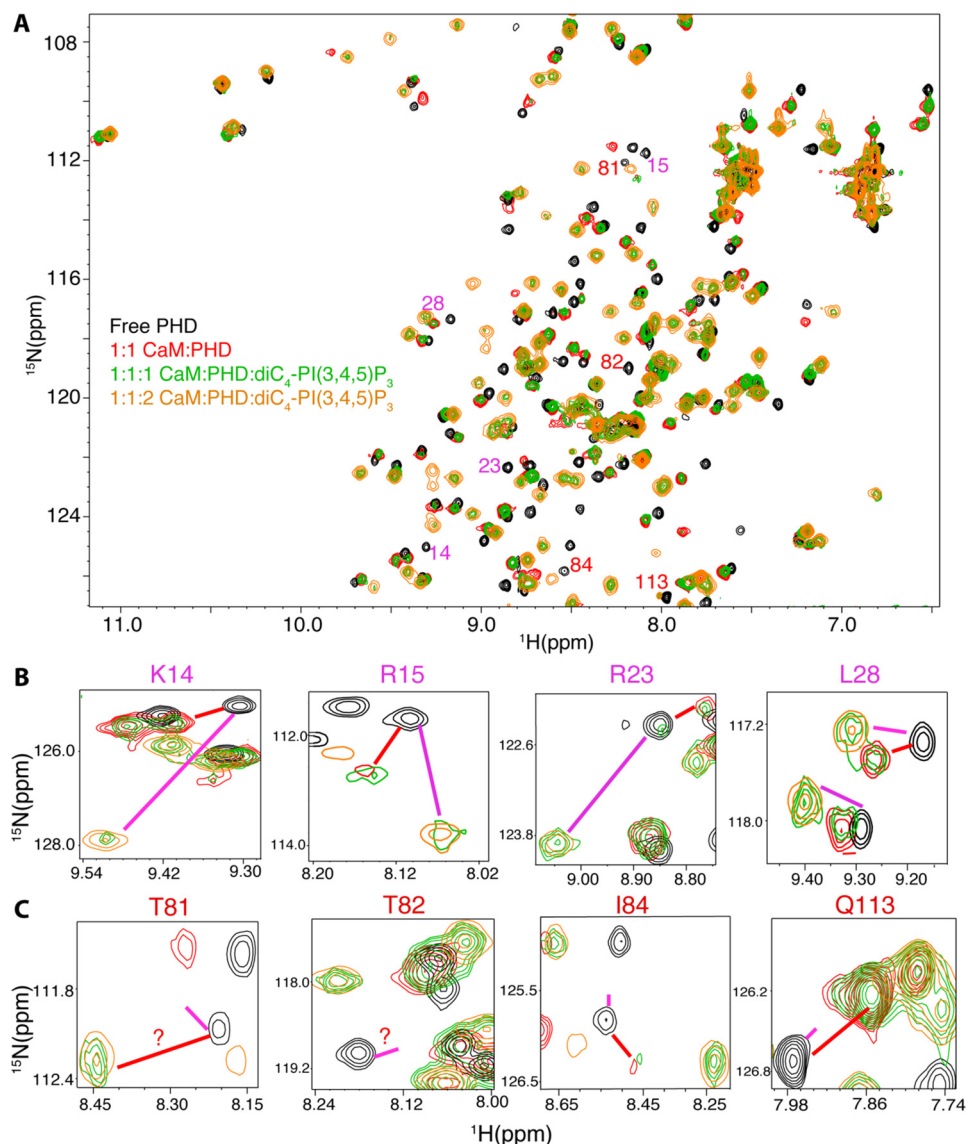 A
108
112
116
120
124
15N(ppm)
81
15
28
82
23
14
84
113
Free PHD
1:1 CaM:PHD
1:1:1 CaM:PHD:diC4-PI(3,4,5)P3
1:1:2 CaM:PHD:diC4-PI(3,4,5)P3
11.0 10.0 9.0 8.0 7.0
1H(ppm)
B
K14 R15 R23 L28
15N(ppm)
126.0
128.0
9.54 9.42 9.30
112.0
114.0
8.20 8.12 8.02
122.6
123.8
9.00 8.90 8.80
117.2
118.0
9.40 9.30 9.20
C
T81 T82 I84 Q113
15N(ppm)
111.8
112.4
?
8.45 8.30 8.15
118.0
119.2
?
8.24 8.12 8.00
125.5
126.5
8.65 8.45 8.25
126.2
126.8
7.98 7.86 7.74
1H(ppm)